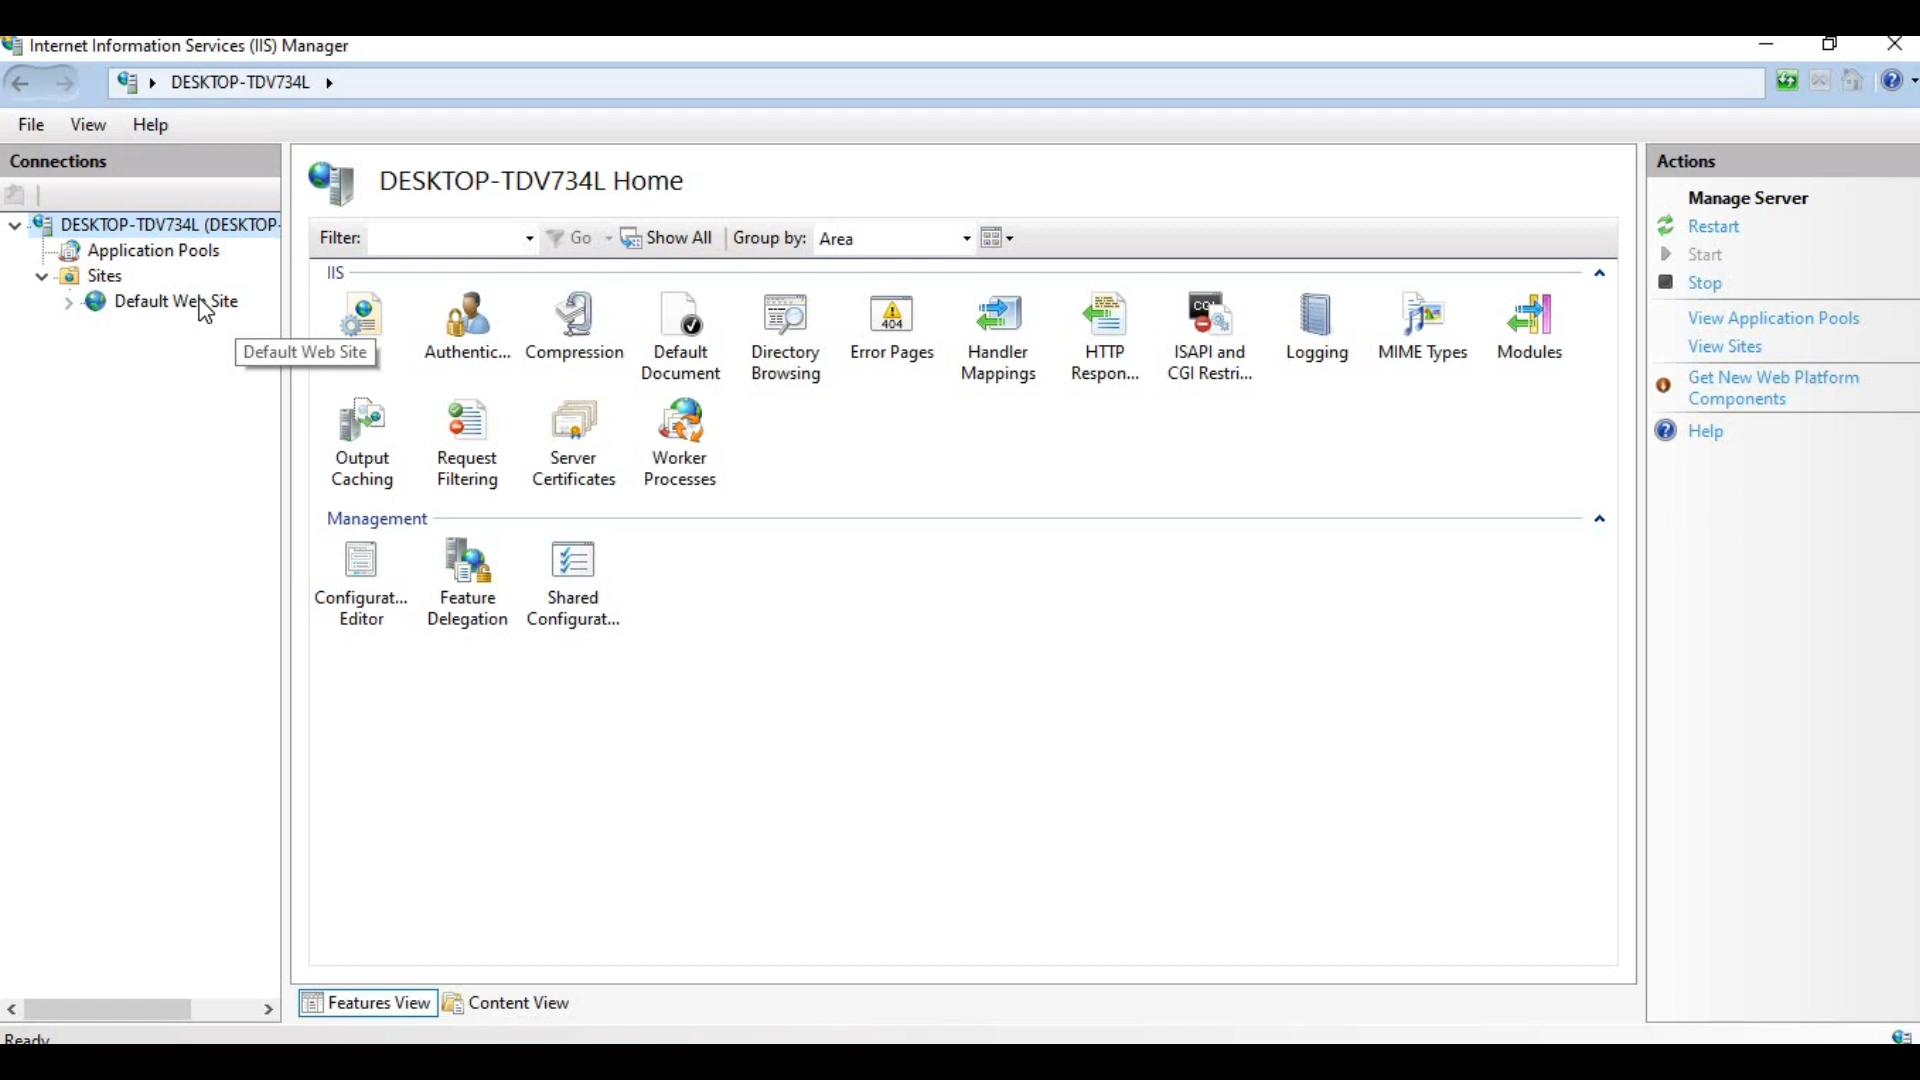 Internet Information Services (IIS) Manager
DESKTOP-TDV734L
File View Help
Connections
DESKTOP-TDV734L (DESKTOP-
Application Pools
Sites
Default Web Site
Default Web Site
DESKTOP-TDV734L Home
Filter: Go Show All Group by: Area
IIS
Authentic... Compression Default Document Directory Browsing Error Pages Handler Mappings HTTP Respon... ISAPI and CGI Restri... Logging MIME Types Modules
404
CGI
Output Caching Request Filtering Server Certificates Worker Processes
Management
Configurat... Editor Feature Delegation Shared Configurat...
Features View Content View
Actions
Manage Server
Restart
Start
Stop
View Application Pools
View Sites
Get New Web Platform
Components
Help
Ready